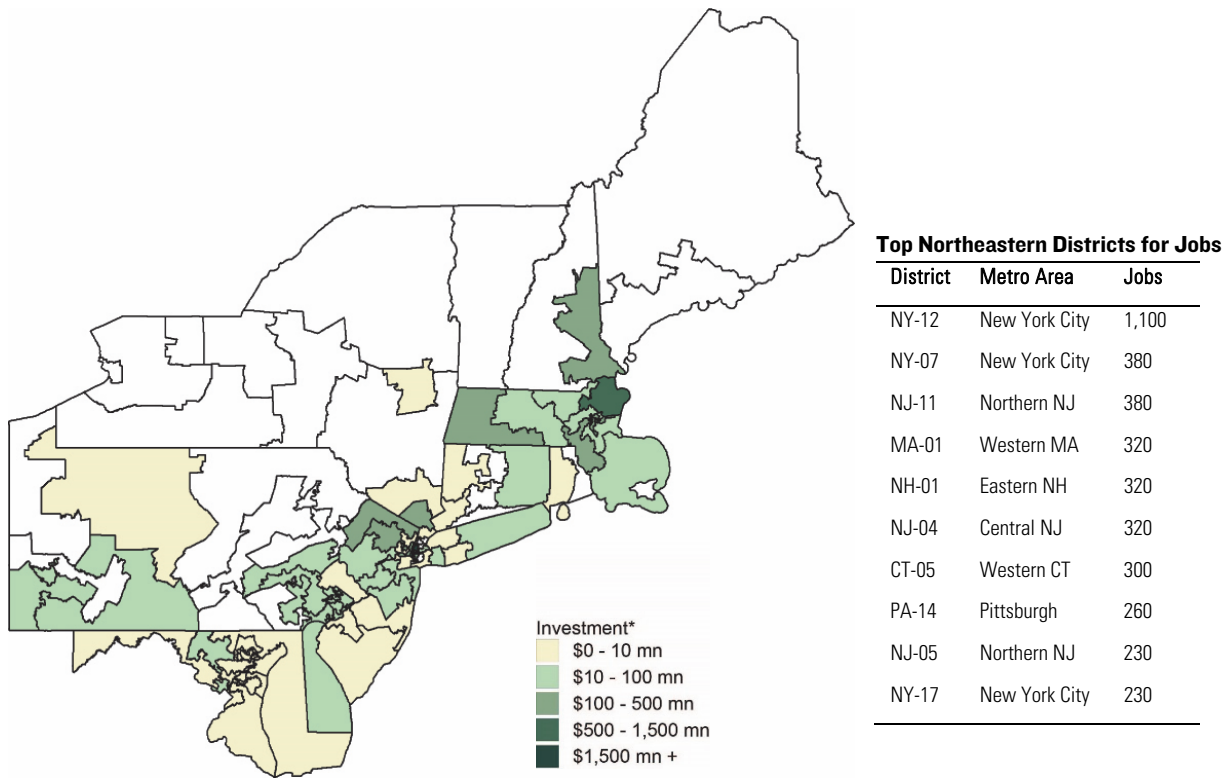 Top Northeastern Districts for Jobs
District Metro Area Jobs
NY-12 New York City 1,100
NY-07 New York City 380
NJ-11 Northern NJ 380
MA-01 Western MA 320
NH-01 Eastern NH 320
NJ-04 Central NJ 320
CT-05 Western CT 300
PA-14 Pittsburgh 260
NJ-05 Northern NJ 230
NY-17 New York City 230
Investment*
$0 - 10 mn
$10 - 100 mn
$100 - 500 mn
$500 - 1,500 mn
$1,500 mn +